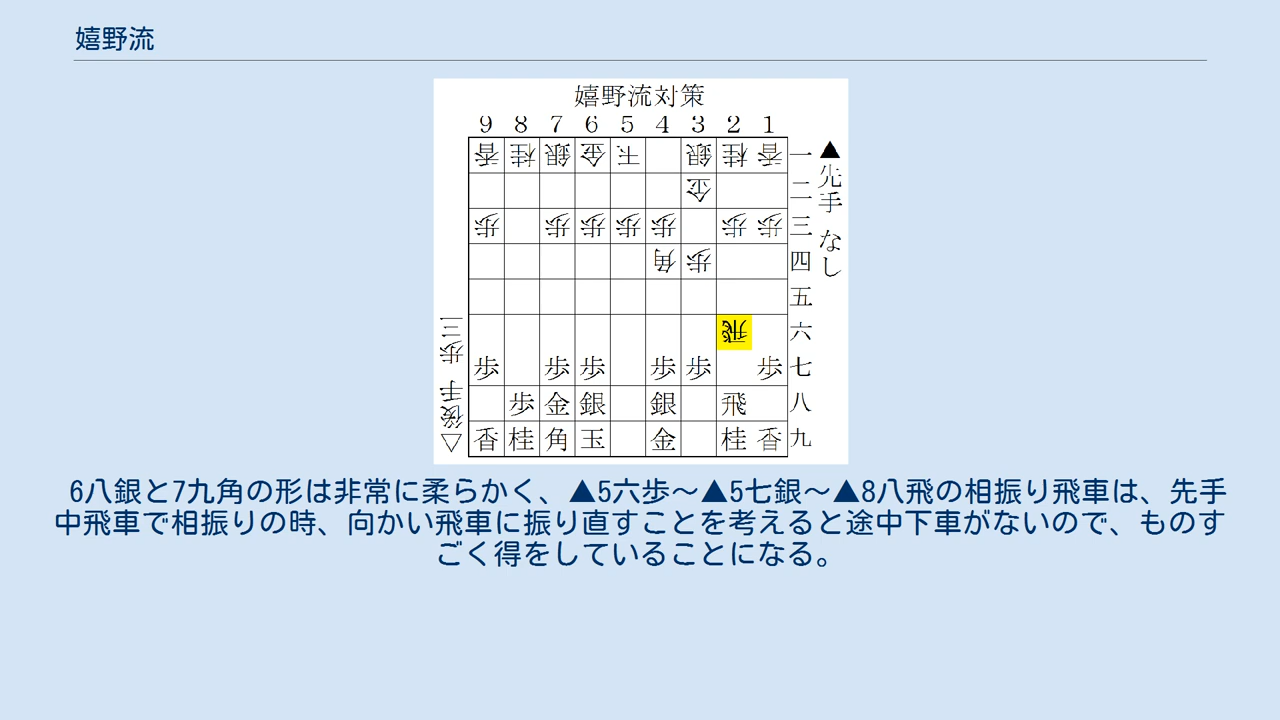 嬉野流
嬉野流対策
9 8 7 6 5 4 3 2 1
香 桂 銀 金 玉 銀 桂 香 一
金 二
歩 歩 歩 歩 歩 歩 歩 三
角 歩 四
五
飛 六
歩 歩 歩 歩 歩 歩 七
歩 金 銀 銀 飛 八
香 桂 角 玉 金 桂 香 九
▲先手 なし
△後手 歩三
6八銀と7九角の形は非常に柔らかく、▲5六歩～▲5七銀～▲8八飛の相振り飛車は、先手
中飛車で相振りの時、向かい飛車に振り直すことを考えると途中下車がないので、ものす
ごく得をしていることになる。